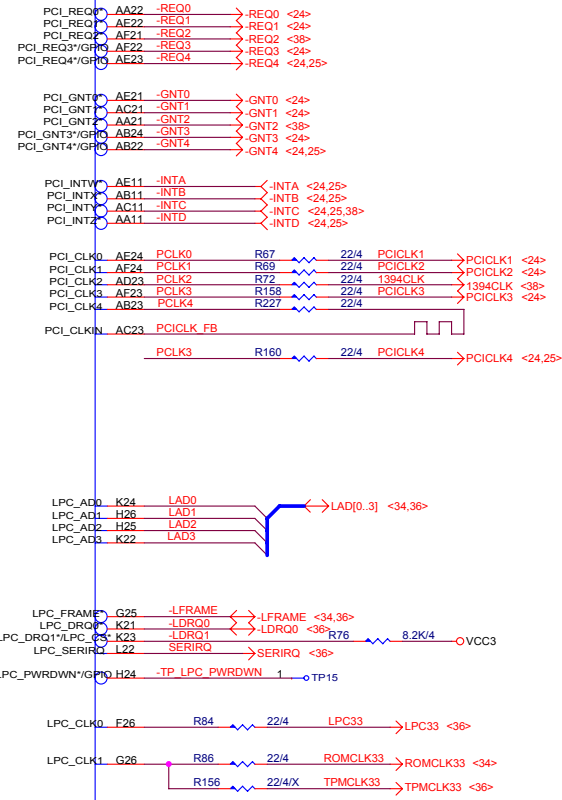 PCI_REQ0* AA22 -REQ0 -REQ0 <24>
PCI_REQ1* AE22 -REQ1 -REQ1 <24>
PCI_REQ2* AF21 -REQ2 -REQ2 <38>
PCI_REQ3*/GPIO AF22 -REQ3 -REQ3 <24>
PCI_REQ4*/GPIO AE23 -REQ4 -REQ4 <24,25>
PCI_GNT0* AE21 -GNT0 -GNT0 <24>
PCI_GNT1* AC21 -GNT1 -GNT1 <24>
PCI_GNT2* AA21 -GNT2 -GNT2 <38>
PCI_GNT3*/GPIO AB24 -GNT3 -GNT3 <24>
PCI_GNT4*/GPIO AB22 -GNT4 -GNT4 <24,25>
PCI_INTW* AE11 -INTA -INTA <24,25>
PCI_INTX* AB11 -INTB -INTB <24,25>
PCI_INTY* AC11 -INTC -INTC <24,25,38>
PCI_INTZ* AA11 -INTD -INTD <24,25>
PCI_CLK0 AE24 PCLK0 R67 22/4 PCICLK1 PCICLK1 <24>
PCI_CLK1 AF24 PCLK1 R69 22/4 PCICLK2 PCICLK2 <24>
PCI_CLK2 AD23 PCLK2 R72 22/4 1394CLK 1394CLK <38>
PCI_CLK3 AF23 PCLK3 R158 22/4 PCICLK3 PCICLK3 <24>
PCI_CLK4 AB23 PCLK4 R227 22/4
PCI_CLKIN AC23 PCICLK_FB
PCLK3 R160 22/4 PCICLK4 PCICLK4 <24,25>
LPC_AD0 K24 LAD0 LAD[0..3] <34,36>
LPC_AD1 H26 LAD1
LPC_AD2 H25 LAD2
LPC_AD3 K22 LAD3
LPC_FRAME* G25 -LFRAME -LFRAME <34,36>
LPC_DRQ0* K21 -LDRQ0 -LDRQ0 <36>
LPC_DRQ1*/LPC_CS* K23 -LDRQ1 R76 8.2K/4 VCC3
LPC_SERIRQ L22 SERIRQ SERIRQ <36>
LPC_PWRDWN*/GPIO H24 -TP_LPC_PWRDWN 1 TP15
LPC_CLK0 F26 R84 22/4 LPC33 LPC33 <36>
LPC_CLK1 G26 R86 22/4 ROMCLK33 ROMCLK33 <34>
R156 22/4/X TPMCLK33 TPMCLK33 <36>